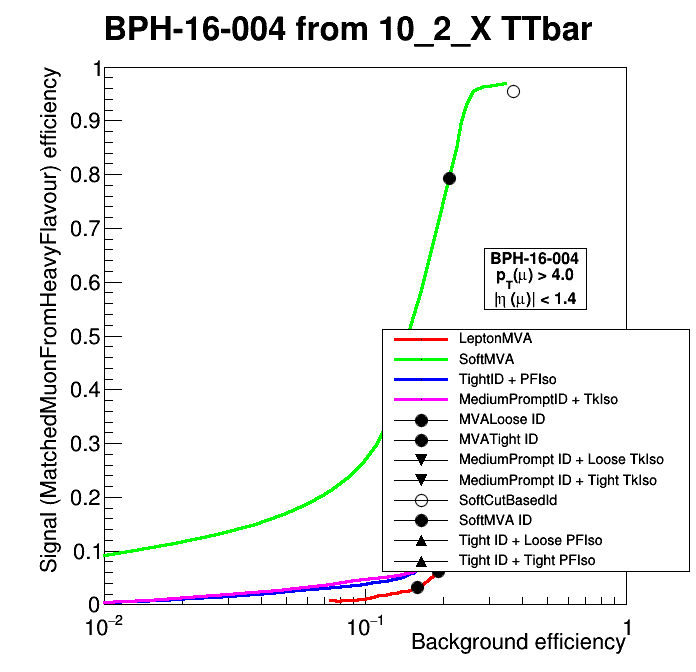 BPH-16-004 from 10_2_X TTbar
Signal (MatchedMuonFromHeavyFlavour) efficiency
1
0.9
0.8
0.7
0.6
0.5
0.4
0.3
0.2
0.1
0
BPH-16-004
p_T(μ) > 4.0
|η (μ)| < 1.4
LeptonMVA
SoftMVA
TightID + PFIso
MediumPromptID + TkIso
MVALoose ID
MVATight ID
MediumPrompt ID + Loose TkIso
MediumPrompt ID + Tight TkIso
SoftCutBasedId
SoftMVA ID
Tight ID + Loose PFIso
Tight ID + Tight PFIso
10⁻² 10⁻¹ 1
Background efficiency